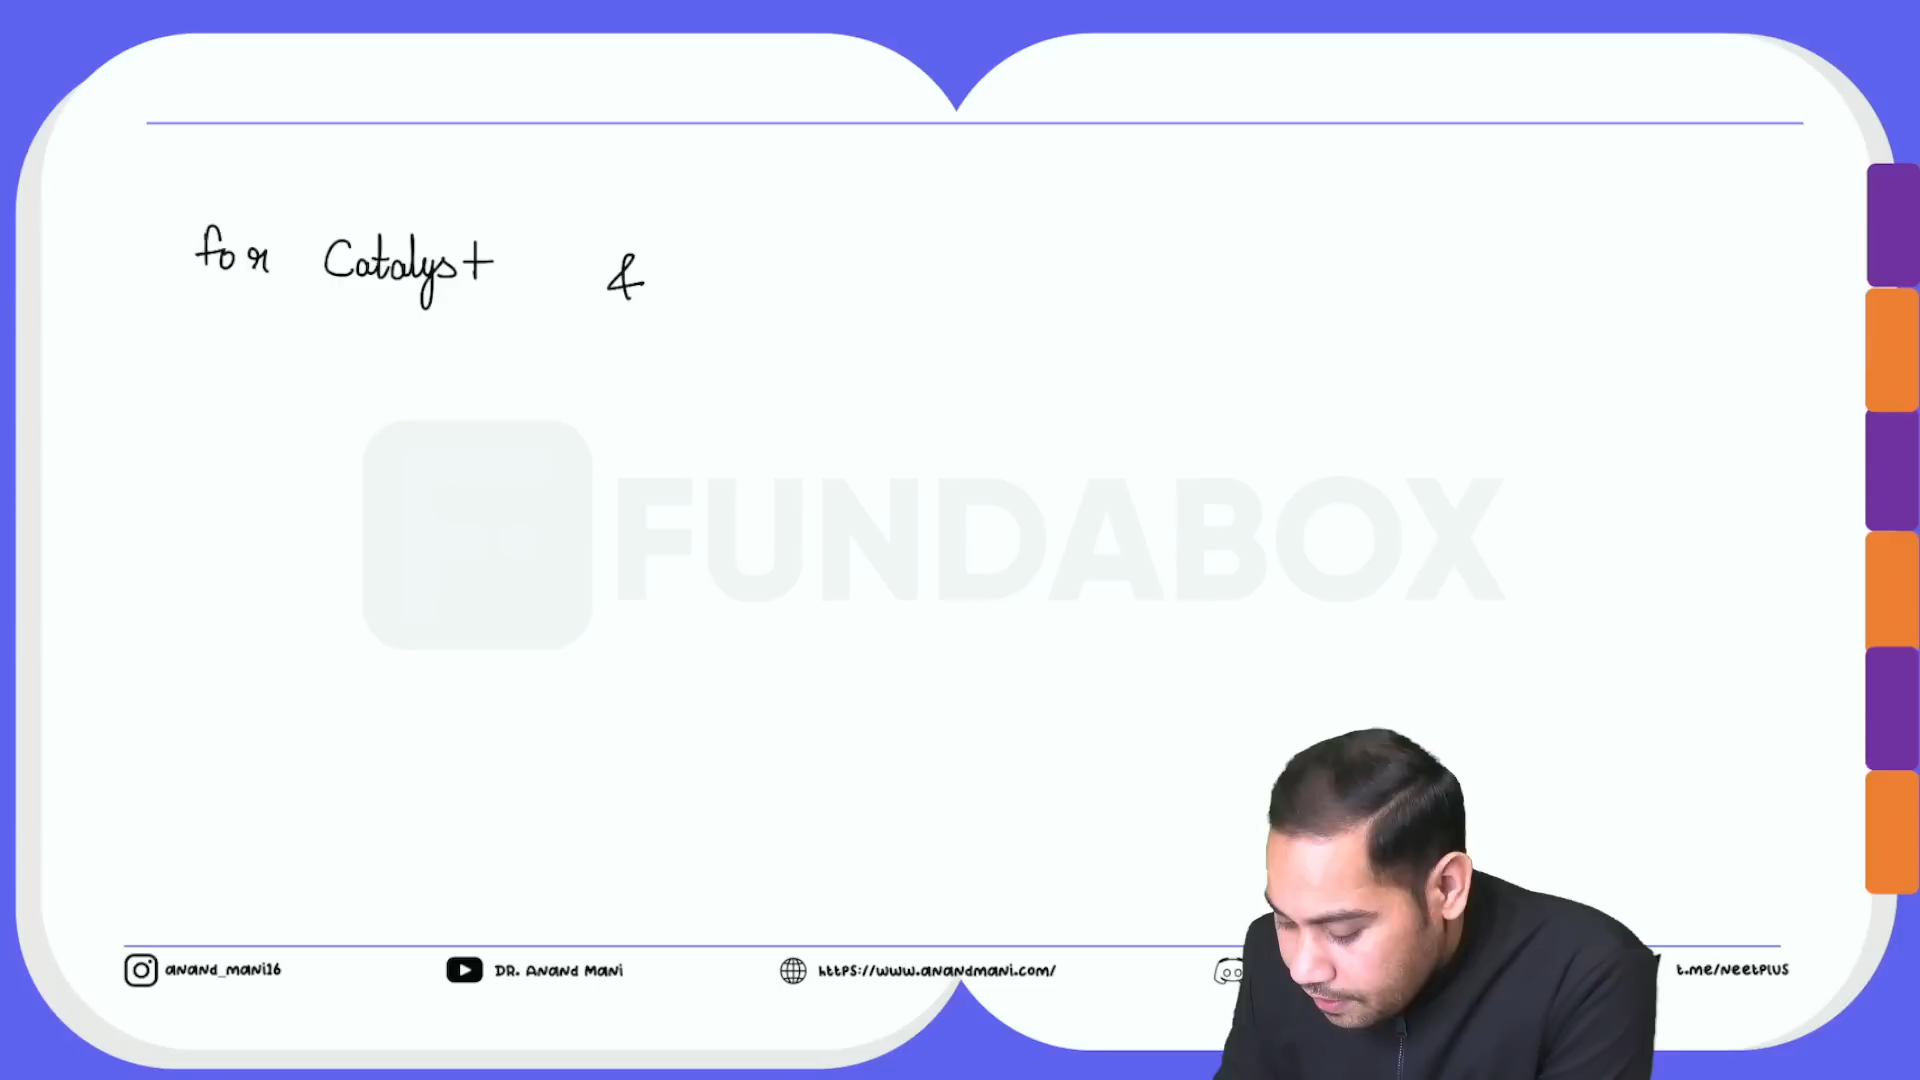 for Catalyst &
FUNDABOX
anand_mani16
DR. Anand Mani
https://www.anandmani.com/
t.me/neetplus